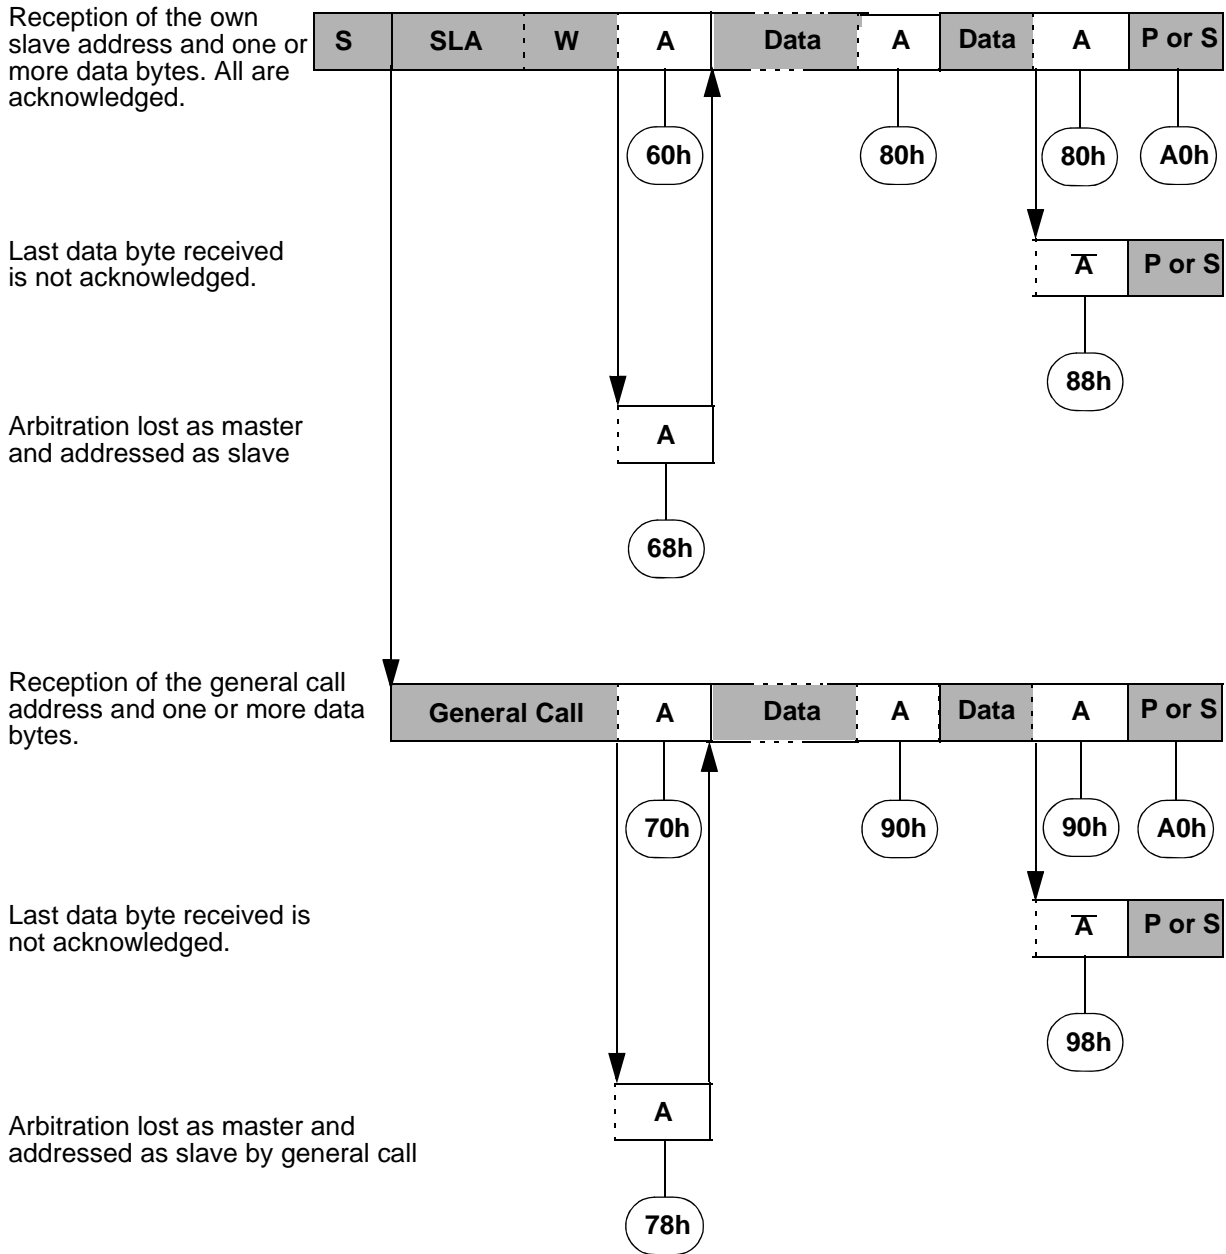 Reception of the own
slave address and one or
more data bytes. All are
acknowledged.
S SLA W A Data A Data A P or S
60h 80h 80h A0h
Last data byte received
is not acknowledged.
A̅ P or S
88h
Arbitration lost as master
and addressed as slave
A
68h
Reception of the general call
address and one or more data
bytes.
General Call A Data A Data A P or S
70h 90h 90h A0h
Last data byte received is
not acknowledged.
A̅ P or S
98h
A
Arbitration lost as master and
addressed as slave by general call
78h